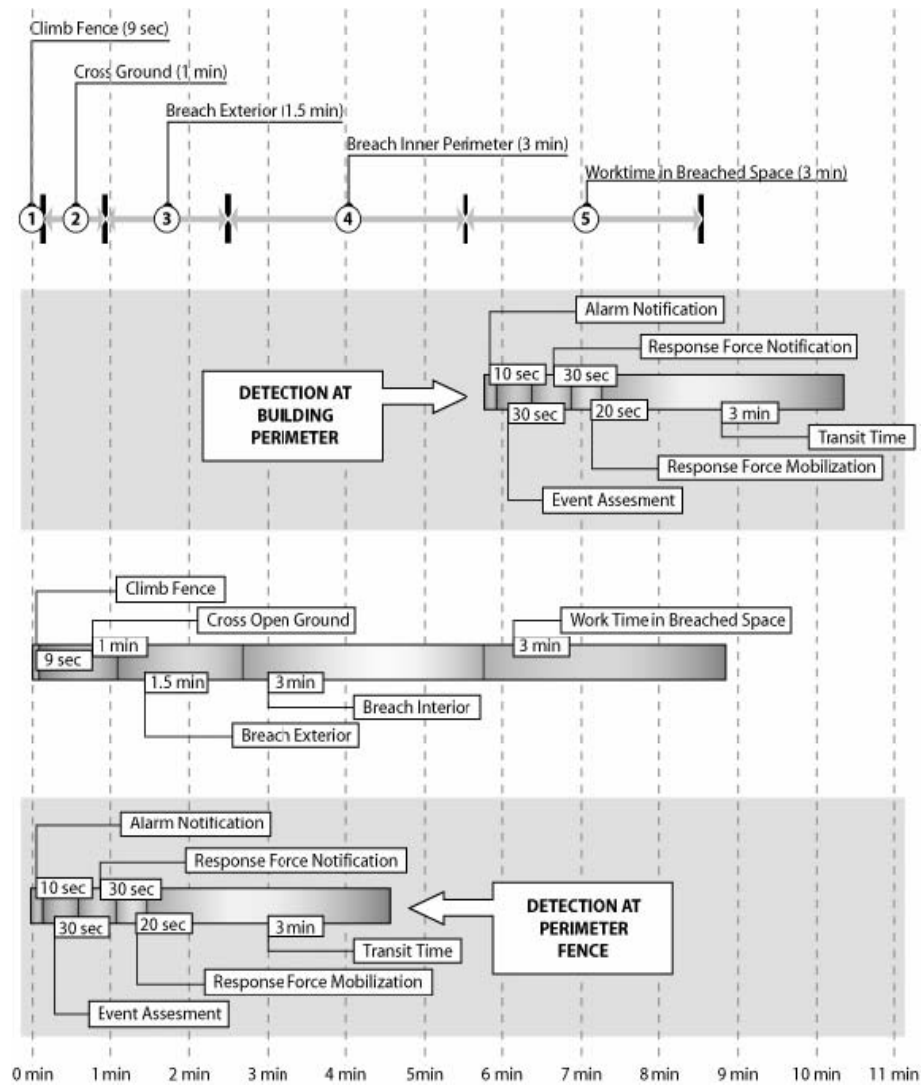 Climb Fence (9 sec)
Cross Ground (1 min)
Breach Exterior (1.5 min)
Breach Inner Perimeter (3 min)
Worktime in Breached Space (3 min)
1
2
3
4
5
Alarm Notification
Response Force Notification
10 sec
30 sec
DETECTION AT
BUILDING
PERIMETER
30 sec
20 sec
3 min
Transit Time
Response Force Mobilization
Event Assesment
Climb Fence
Cross Open Ground
Work Time in Breached Space
1 min
3 min
9 sec
1.5 min
3 min
Breach Interior
Breach Exterior
Alarm Notification
Response Force Notification
10 sec
30 sec
DETECTION AT
PERIMETER
FENCE
30 sec
20 sec
3 min
Transit Time
Response Force Mobilization
Event Assesment
0 min
1 min
2 min
3 min
4 min
5min
6 min
7 min
8 min
9 min
10 min
11 min